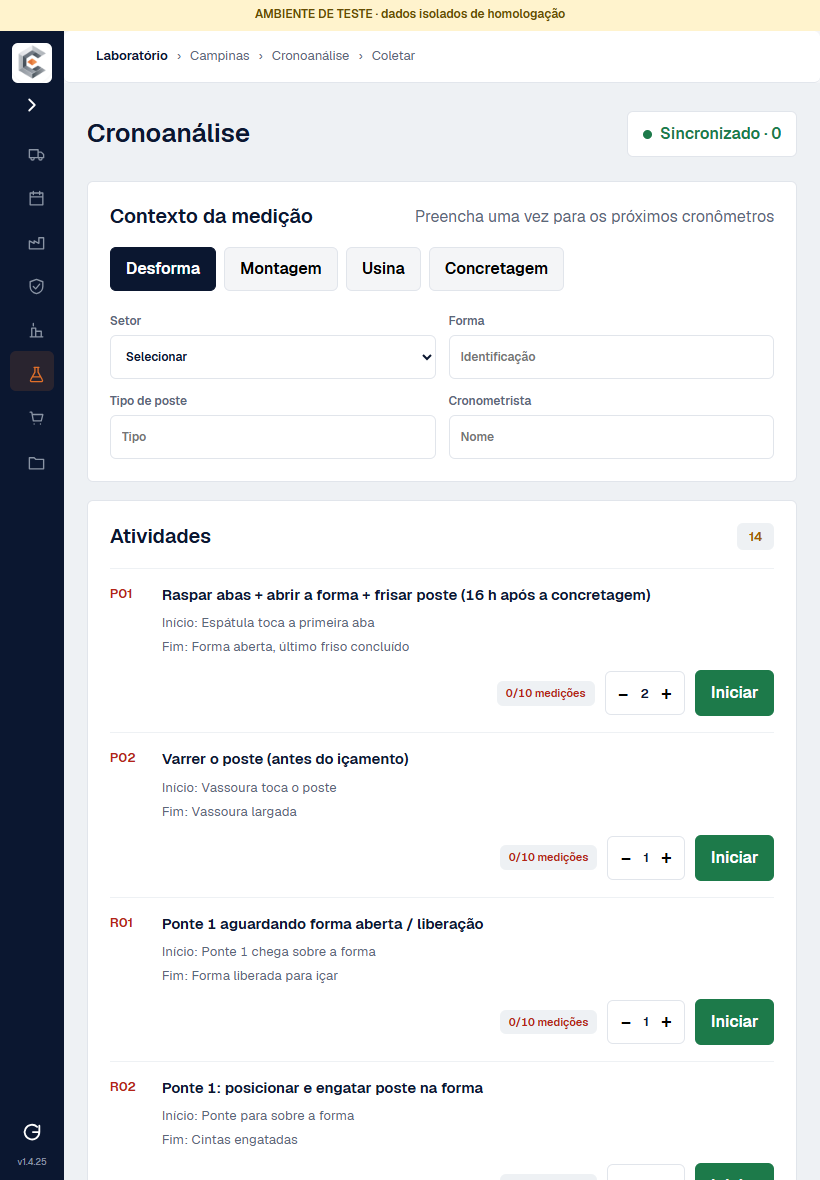 AMBIENTE DE TESTE · dados isolados de homologação
Laboratório › Campinas › Cronoanálise › Coletar
Cronoanálise
Sincronizado · 0
Contexto da medição
Preencha uma vez para os próximos cronômetros
Desforma
Montagem
Usina
Concretagem
Setor
Forma
Selecionar
Identificação
Tipo de poste
Cronometrista
Tipo
Nome
Atividades
14
P01
Raspar abas + abrir a forma + frisar poste (16 h após a concretagem)
Início: Espátula toca a primeira aba
Fim: Forma aberta, último friso concluído
0/10 medições
− 2 +
Iniciar
P02
Varrer o poste (antes do içamento)
Início: Vassoura toca o poste
Fim: Vassoura largada
0/10 medições
− 1 +
Iniciar
R01
Ponte 1 aguardando forma aberta / liberação
Início: Ponte 1 chega sobre a forma
Fim: Forma liberada para içar
0/10 medições
− 1 +
Iniciar
R02
Ponte 1: posicionar e engatar poste na forma
Início: Ponte para sobre a forma
Fim: Cintas engatadas
v1.4.25